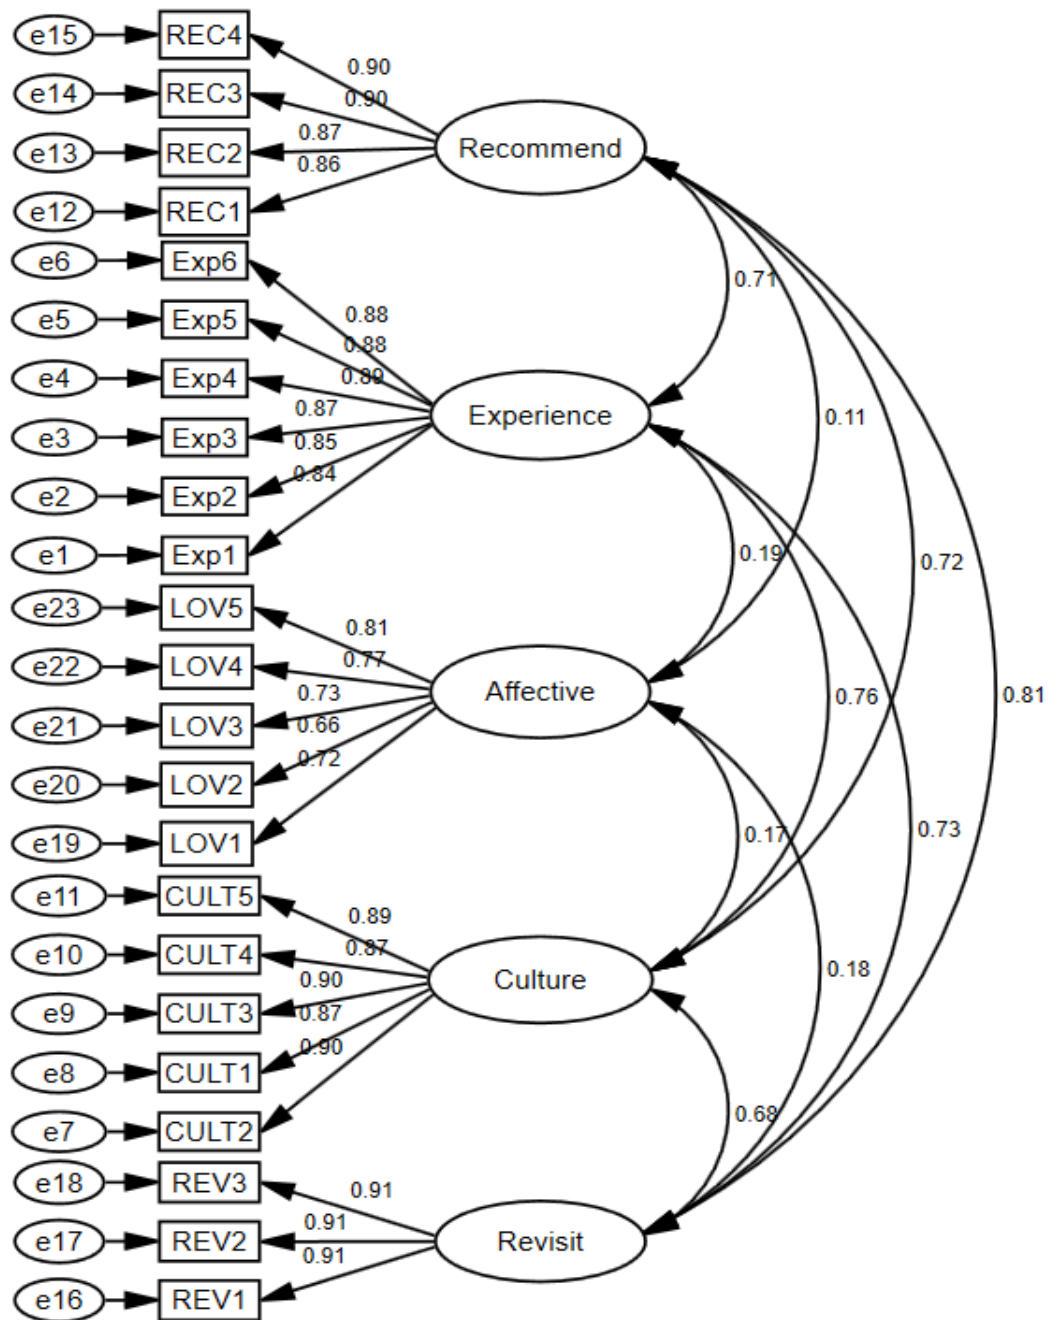 e15 REC4
0.90
e14 REC3
0.90
0.87
e13 REC2
Recommend
0.86
e12 REC1
e6 Exp6
0.71
0.88
e5 Exp5
0.88
e4 Exp4
0.89
0.87
Experience
0.11
e3 Exp3
0.85
0.84
e2 Exp2
e1 Exp1
0.19
0.72
e23 LOV5
0.81
0.77
e22 LOV4
0.73
Affective
0.76
0.81
e21 LOV3
0.66
0.72
e20 LOV2
e19 LOV1
0.17
0.73
e11 CULT5
0.89
0.87
e10 CULT4
0.90
Culture
0.18
e9 CULT3
0.87
0.90
e8 CULT1
e7 CULT2
0.68
e18 REV3
0.91
0.91
e17 REV2
Revisit
0.91
e16 REV1